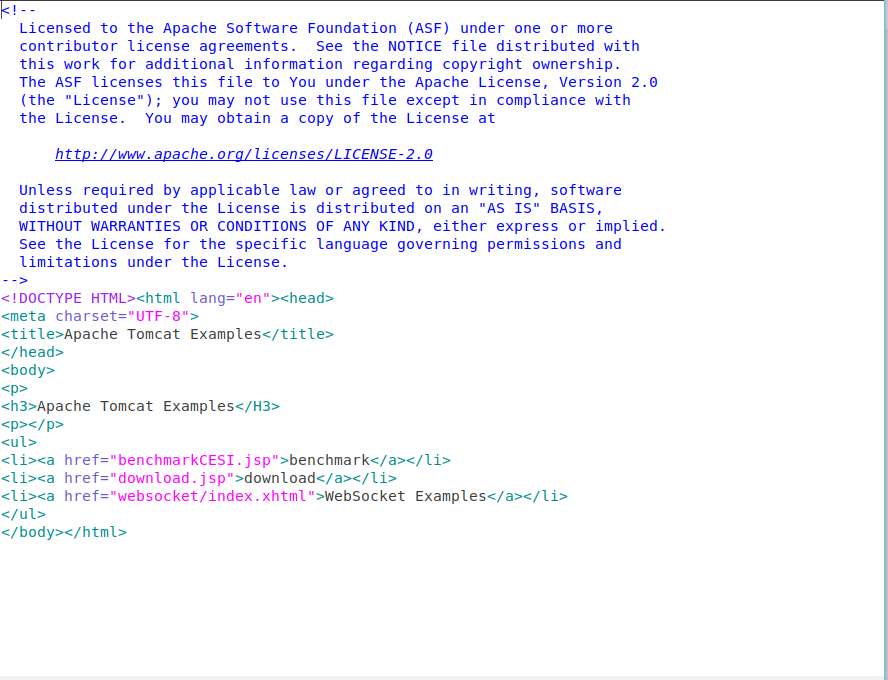 <!--
  Licensed to the Apache Software Foundation (ASF) under one or more
  contributor license agreements.  See the NOTICE file distributed with
  this work for additional information regarding copyright ownership.
  The ASF licenses this file to You under the Apache License, Version 2.0
  (the "License"); you may not use this file except in compliance with
  the License.  You may obtain a copy of the License at

      http://www.apache.org/licenses/LICENSE-2.0

  Unless required by applicable law or agreed to in writing, software
  distributed under the License is distributed on an "AS IS" BASIS,
  WITHOUT WARRANTIES OR CONDITIONS OF ANY KIND, either express or implied.
  See the License for the specific language governing permissions and
  limitations under the License.
-->
<!DOCTYPE HTML><html lang="en"><head>
<meta charset="UTF-8">
<title>Apache Tomcat Examples</title>
</head>
<body>
<p>
<h3>Apache Tomcat Examples</H3>
<p></p>
<ul>
<li><a href="benchmarkCESI.jsp">benchmark</a></li>
<li><a href="download.jsp">download</a></li>
<li><a href="websocket/index.xhtml">WebSocket Examples</a></li>
</ul>
</body></html>